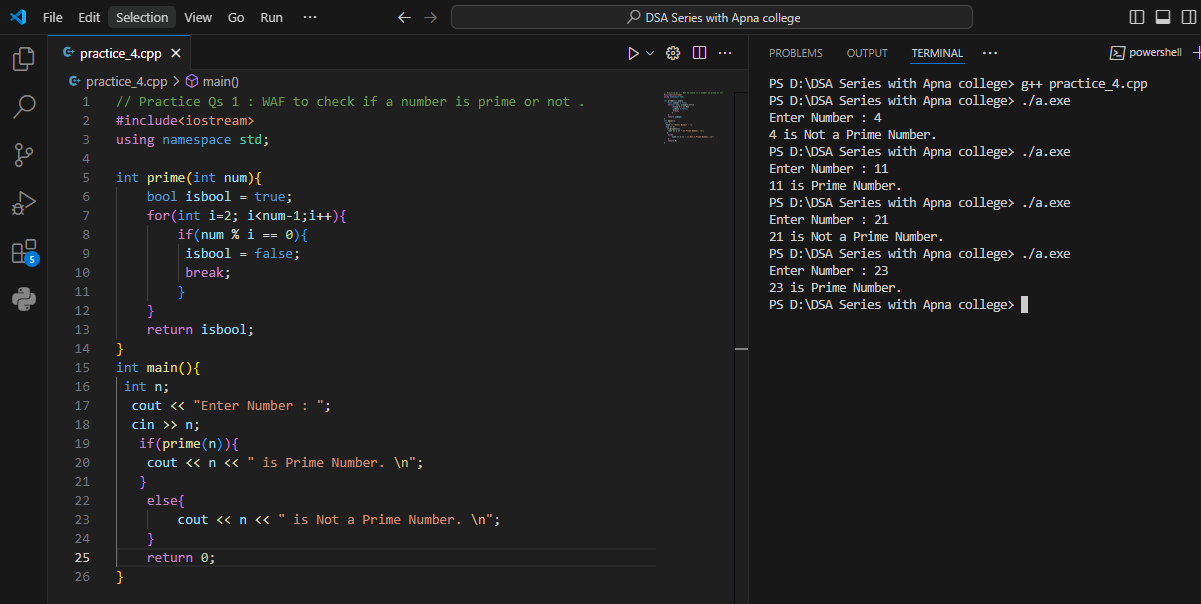 File Edit Selection View Go Run ··· DSA Series with Apna college
practice_4.cpp
practice_4.cpp > main()
1 // Practice Qs 1 : WAF to check if a number is prime or not .
2 #include<iostream>
3 using namespace std;
4
5 int prime(int num){
6 bool isbool = true;
7 for(int i=2; i<num-1;i++){
8 if(num % i == 0){
9 isbool = false;
10 break;
11 }
12 }
13 return isbool;
14 }
15 int main(){
16 int n;
17 cout << "Enter Number : ";
18 cin >> n;
19 if(prime(n)){
20 cout << n << " is Prime Number. \n";
21 }
22 else{
23 cout << n << " is Not a Prime Number. \n";
24 }
25 return 0;
26 }
5
PROBLEMS OUTPUT TERMINAL ··· powershell
PS D:\DSA Series with Apna college> g++ practice_4.cpp
PS D:\DSA Series with Apna college> ./a.exe
Enter Number : 4
4 is Not a Prime Number.
PS D:\DSA Series with Apna college> ./a.exe
Enter Number : 11
11 is Prime Number.
PS D:\DSA Series with Apna college> ./a.exe
Enter Number : 21
21 is Not a Prime Number.
PS D:\DSA Series with Apna college> ./a.exe
Enter Number : 23
23 is Prime Number.
PS D:\DSA Series with Apna college>